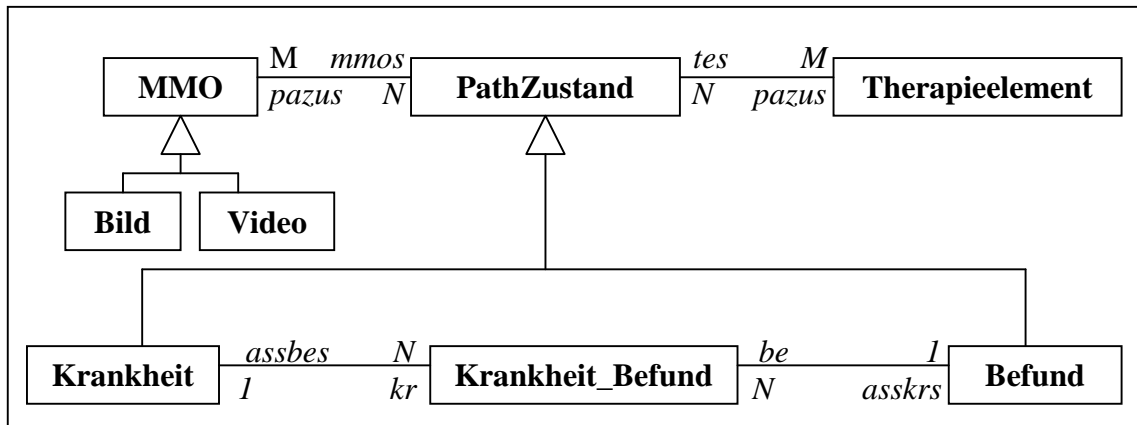 M mmos tes M
MMO PathZustand Therapieelement
pazus N N pazus
Bild Video
assbes N be 1
Krankheit Krankheit_Befund Befund
1 kr N asskrs